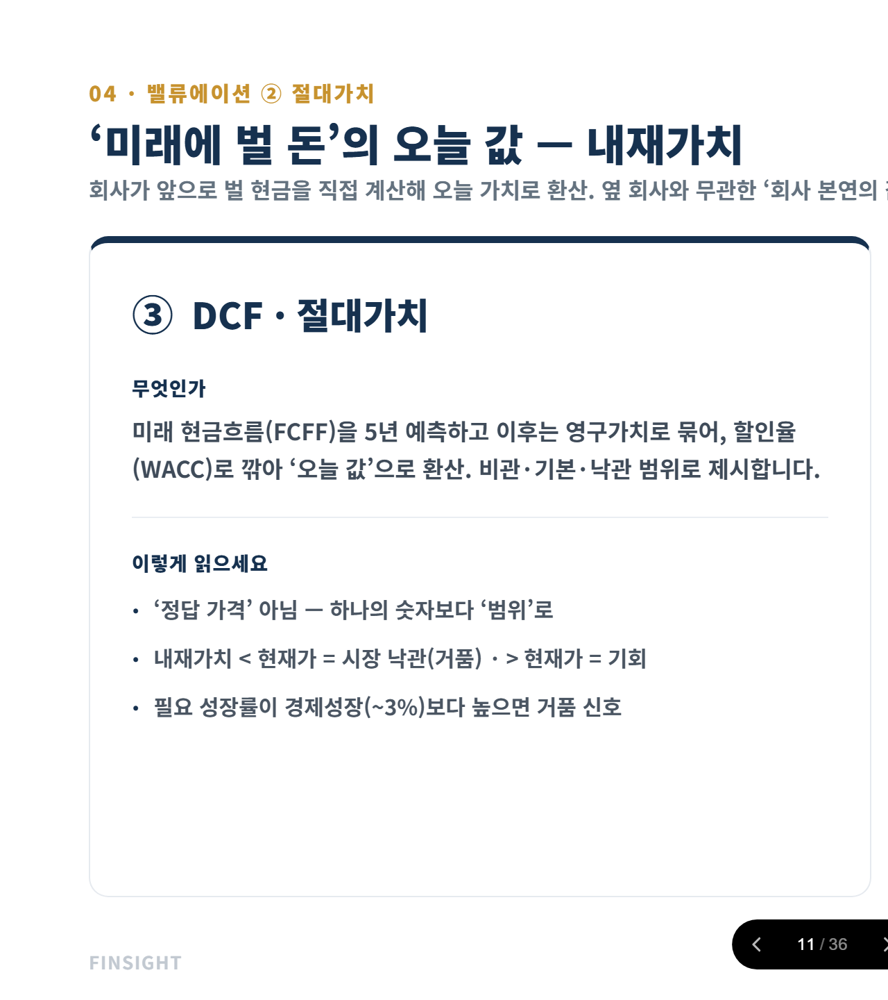 04 · 밸류에이션 ② 절대가치
‘미래에 벌 돈’의 오늘 값 — 내재가치
회사가 앞으로 벌 현금을 직접 계산해 오늘 가치로 환산. 옆 회사와 무관한 ‘회사 본연의
③ DCF · 절대가치
무엇인가
미래 현금흐름(FCFF)을 5년 예측하고 이후는 영구가치로 묶어, 할인율
(WACC)로 깎아 ‘오늘 값’으로 환산. 비관·기본·낙관 범위로 제시합니다.
이렇게 읽으세요
• ‘정답 가격’ 아님 — 하나의 숫자보다 ‘범위’로
• 내재가치 < 현재가 = 시장 낙관(거품) · > 현재가 = 기회
• 필요 성장률이 경제성장(~3%)보다 높으면 거품 신호
11 / 36
FINSIGHT